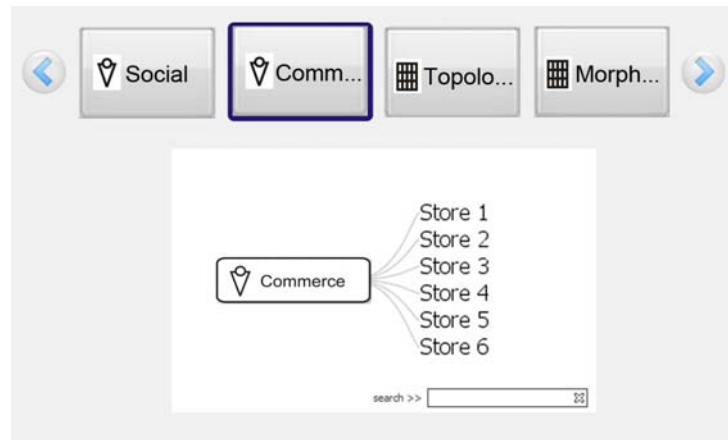 Social
Comm...
Topolo...
Morph...
Store 1
Store 2
Store 3
Commerce
Store 4
Store 5
Store 6
search >>